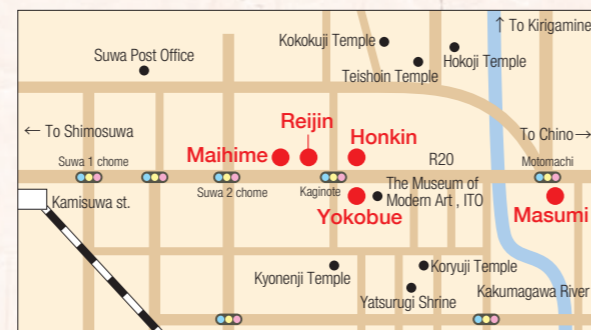 ↑ To Kirigamine
Kokokuji Temple
Suwa Post Office
Hokoji Temple
Teishoin Temple
← To Shimosuwa
Reijin
To Chino →
Maihime
Honkin
Suwa 1 chome
R20
Motomachi
Suwa 2 chome
Kaginote
The Museum of
Modern Art , ITO
Kamisuwa st.
Yokobue
Masumi
Kyonenji Temple
Koryuji Temple
Yatsurugi Shrine
Kakumagawa River